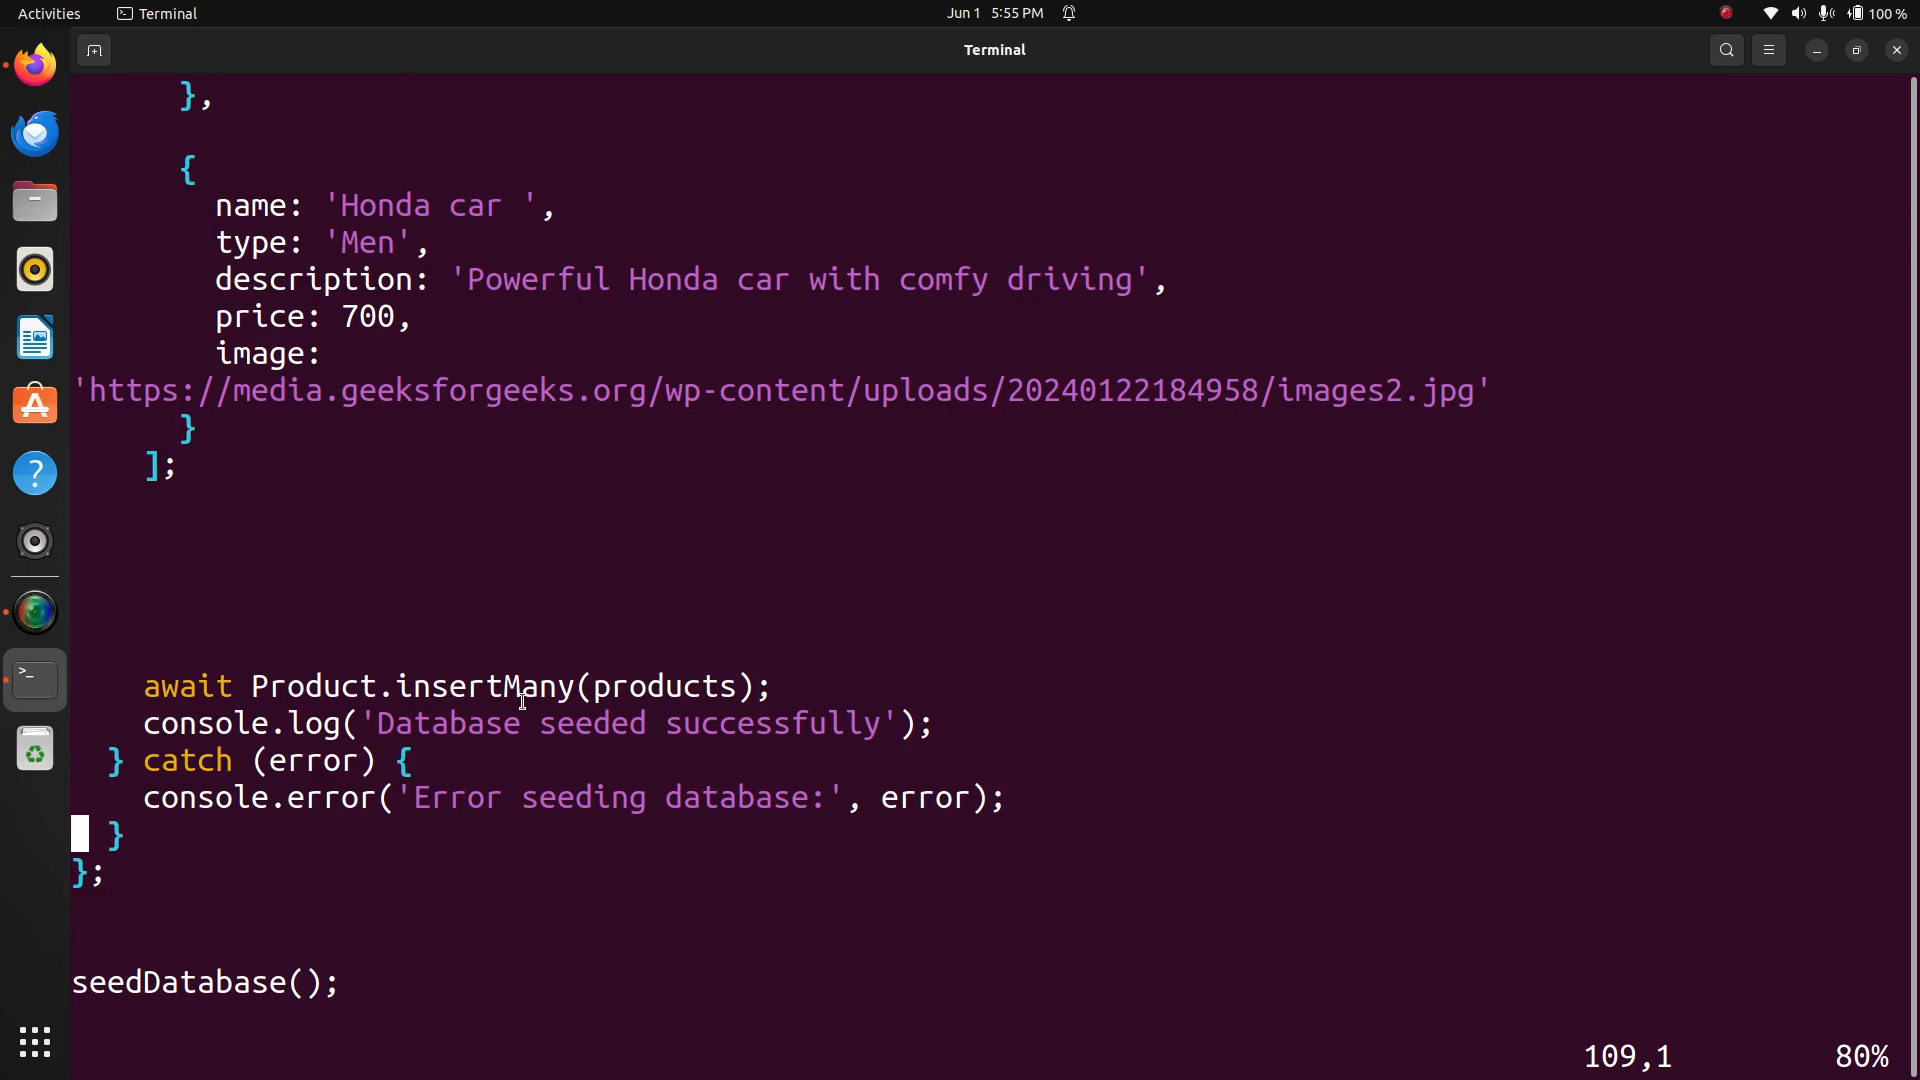 Activities
Terminal
Jun 1 5:55 PM
100 %
Terminal
},
{
name: 'Honda car ',
type: 'Men',
description: 'Powerful Honda car with comfy driving',
price: 700,
image:
'https://media.geeksforgeeks.org/wp-content/uploads/20240122184958/images2.jpg'
}
];
await Product.insertMany(products);
console.log('Database seeded successfully');
} catch (error) {
console.error('Error seeding database:', error);
}
};
seedDatabase();
109,1
80%